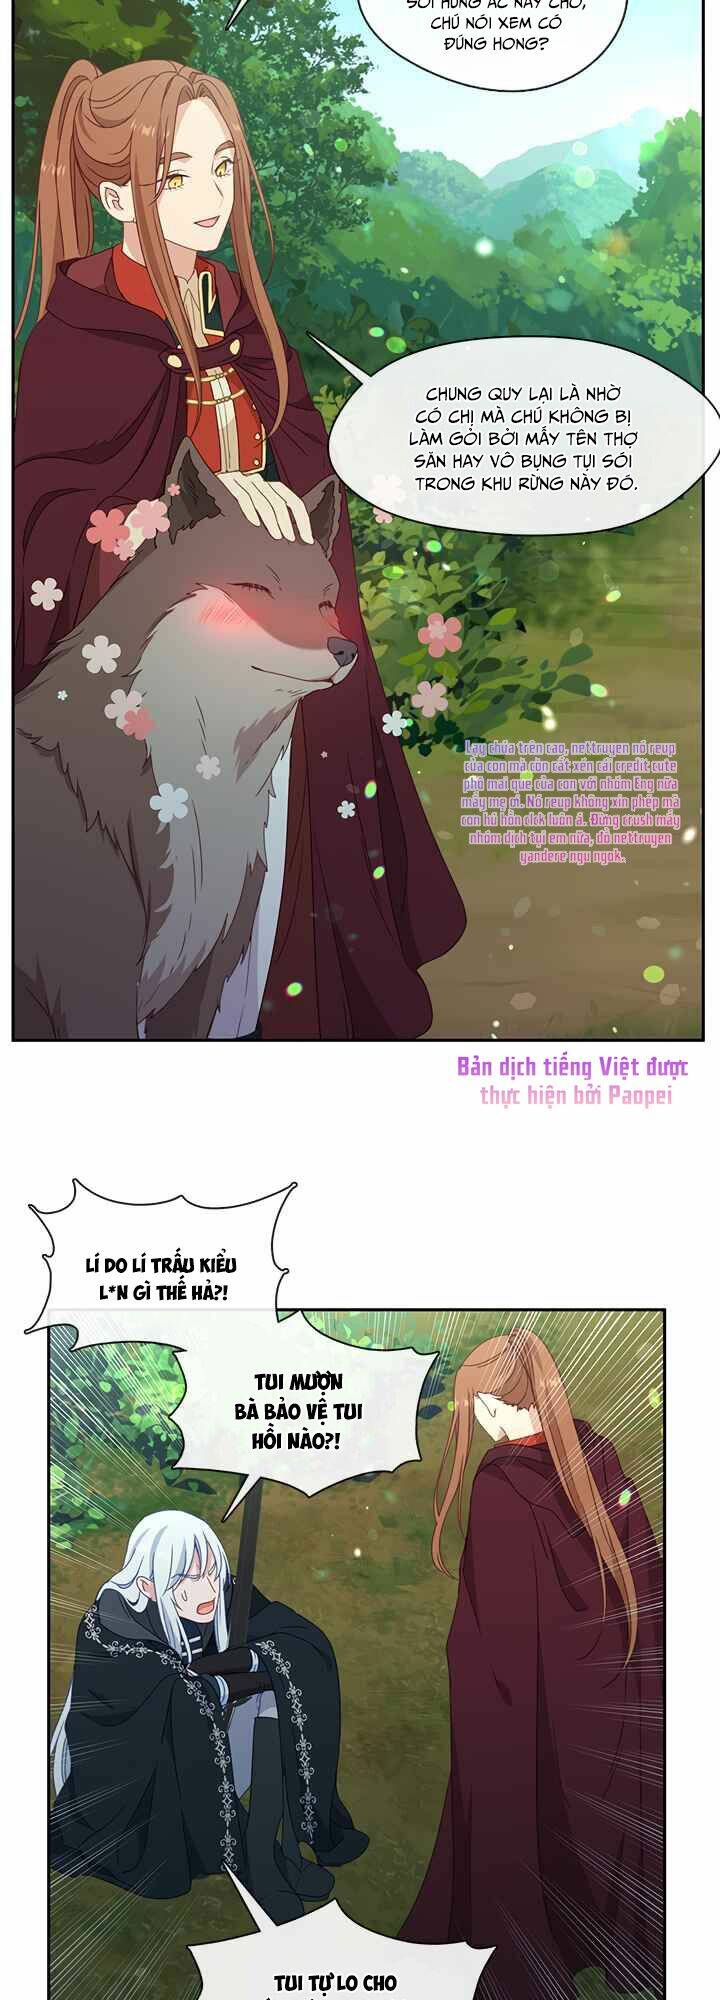 SÓI HUNG ÁC NÀY CHỨ,
CHÚ NÓI XEM CÓ
ĐÚNG HONG?
CHUNG QUY LẠI LÀ NHỜ
CÓ CHỊ MÀ CHÚ KHÔNG BỊ
LÀM GỎI BỞI MẤY TÊN THỢ
SĂN HAY VÔ BỤNG TỤI SÓI
TRONG KHU RỪNG NÀY ĐÓ.
Lạy chúa trên cao, nettruyen nó reup
của con mà còn cắt xén cái credit cute
phô mai que của con với nhóm Eng nữa
mấy mẹ ơi. Nó reup không xin phép mà
con hú hồn clck luôn á. Đừng crush mấy
nhóm dịch tụi em nữa, đồ nettruyen
yandere ngu ngok.
Bản dịch tiếng Việt được
thực hiện bởi Paopei
LÍ DO LÍ TRẤU KIỂU
L*N GÌ THẾ HẢ?!
TUI MƯỢN
BÀ BẢO VỆ TUI
HỒI NÀO?!
TUI TỰ LO CHO